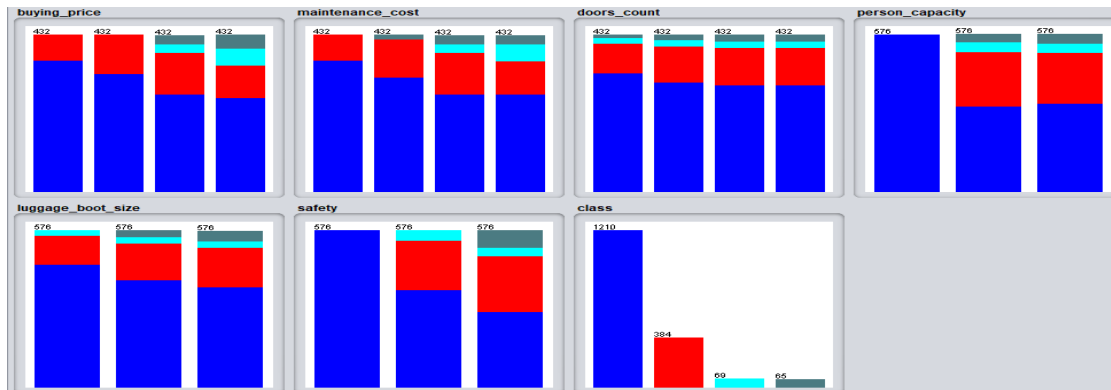 buying_price maintenance_cost doors_count person_capacity
432 432 432 432
432 432 432 432
432 432 432 432
576 576 576
luggage_boot_size safety class
576 576 576
576 576 576
1210
384
69 65